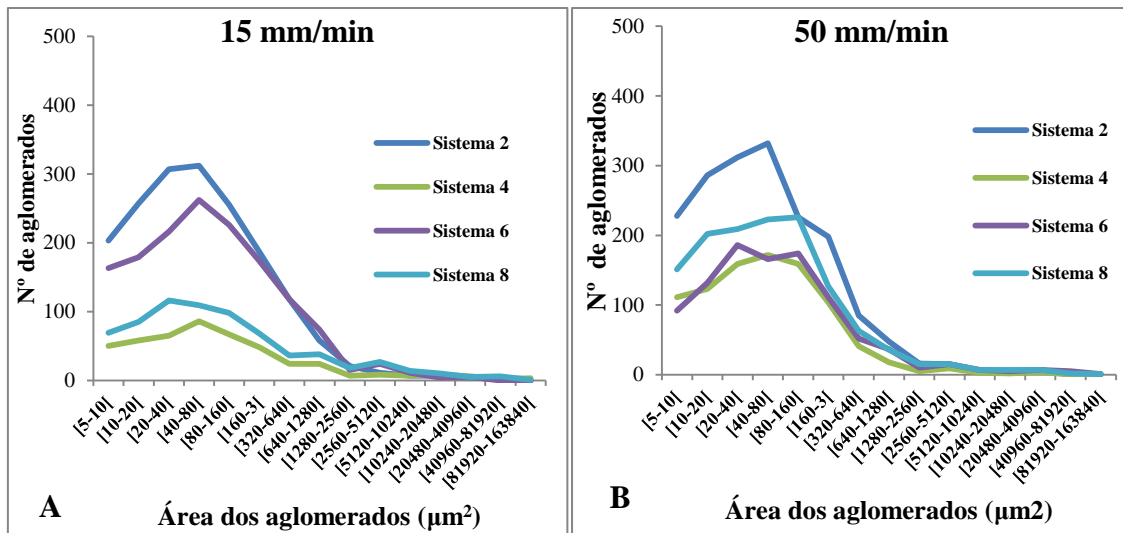 15 mm/min
Nº de aglomerados
500
400
300
200
100
0
Sistema 2
Sistema 4
Sistema 6
Sistema 8
[5-10[
[10-20[
[20-40[
[40-80[
[80-160[
[160-3[
[320-640[
[640-1280[
[1280-2560[
[2560-5120[
[5120-10240[
[10240-20480[
[20480-40960[
[40960-81920[
[81920-163840[
A
Área dos aglomerados (µm²)
50 mm/min
Nº de aglomerados
500
400
300
200
100
0
Sistema 2
Sistema 4
Sistema 6
Sistema 8
[5-10[
[10-20[
[20-40[
[40-80[
[80-160[
[160-3[
[320-640[
[640-1280[
[1280-2560[
[2560-5120[
[5120-10240[
[10240-20480[
[20480-40960[
[40960-81920[
[81920-163840[
B
Área dos aglomerados (µm2)